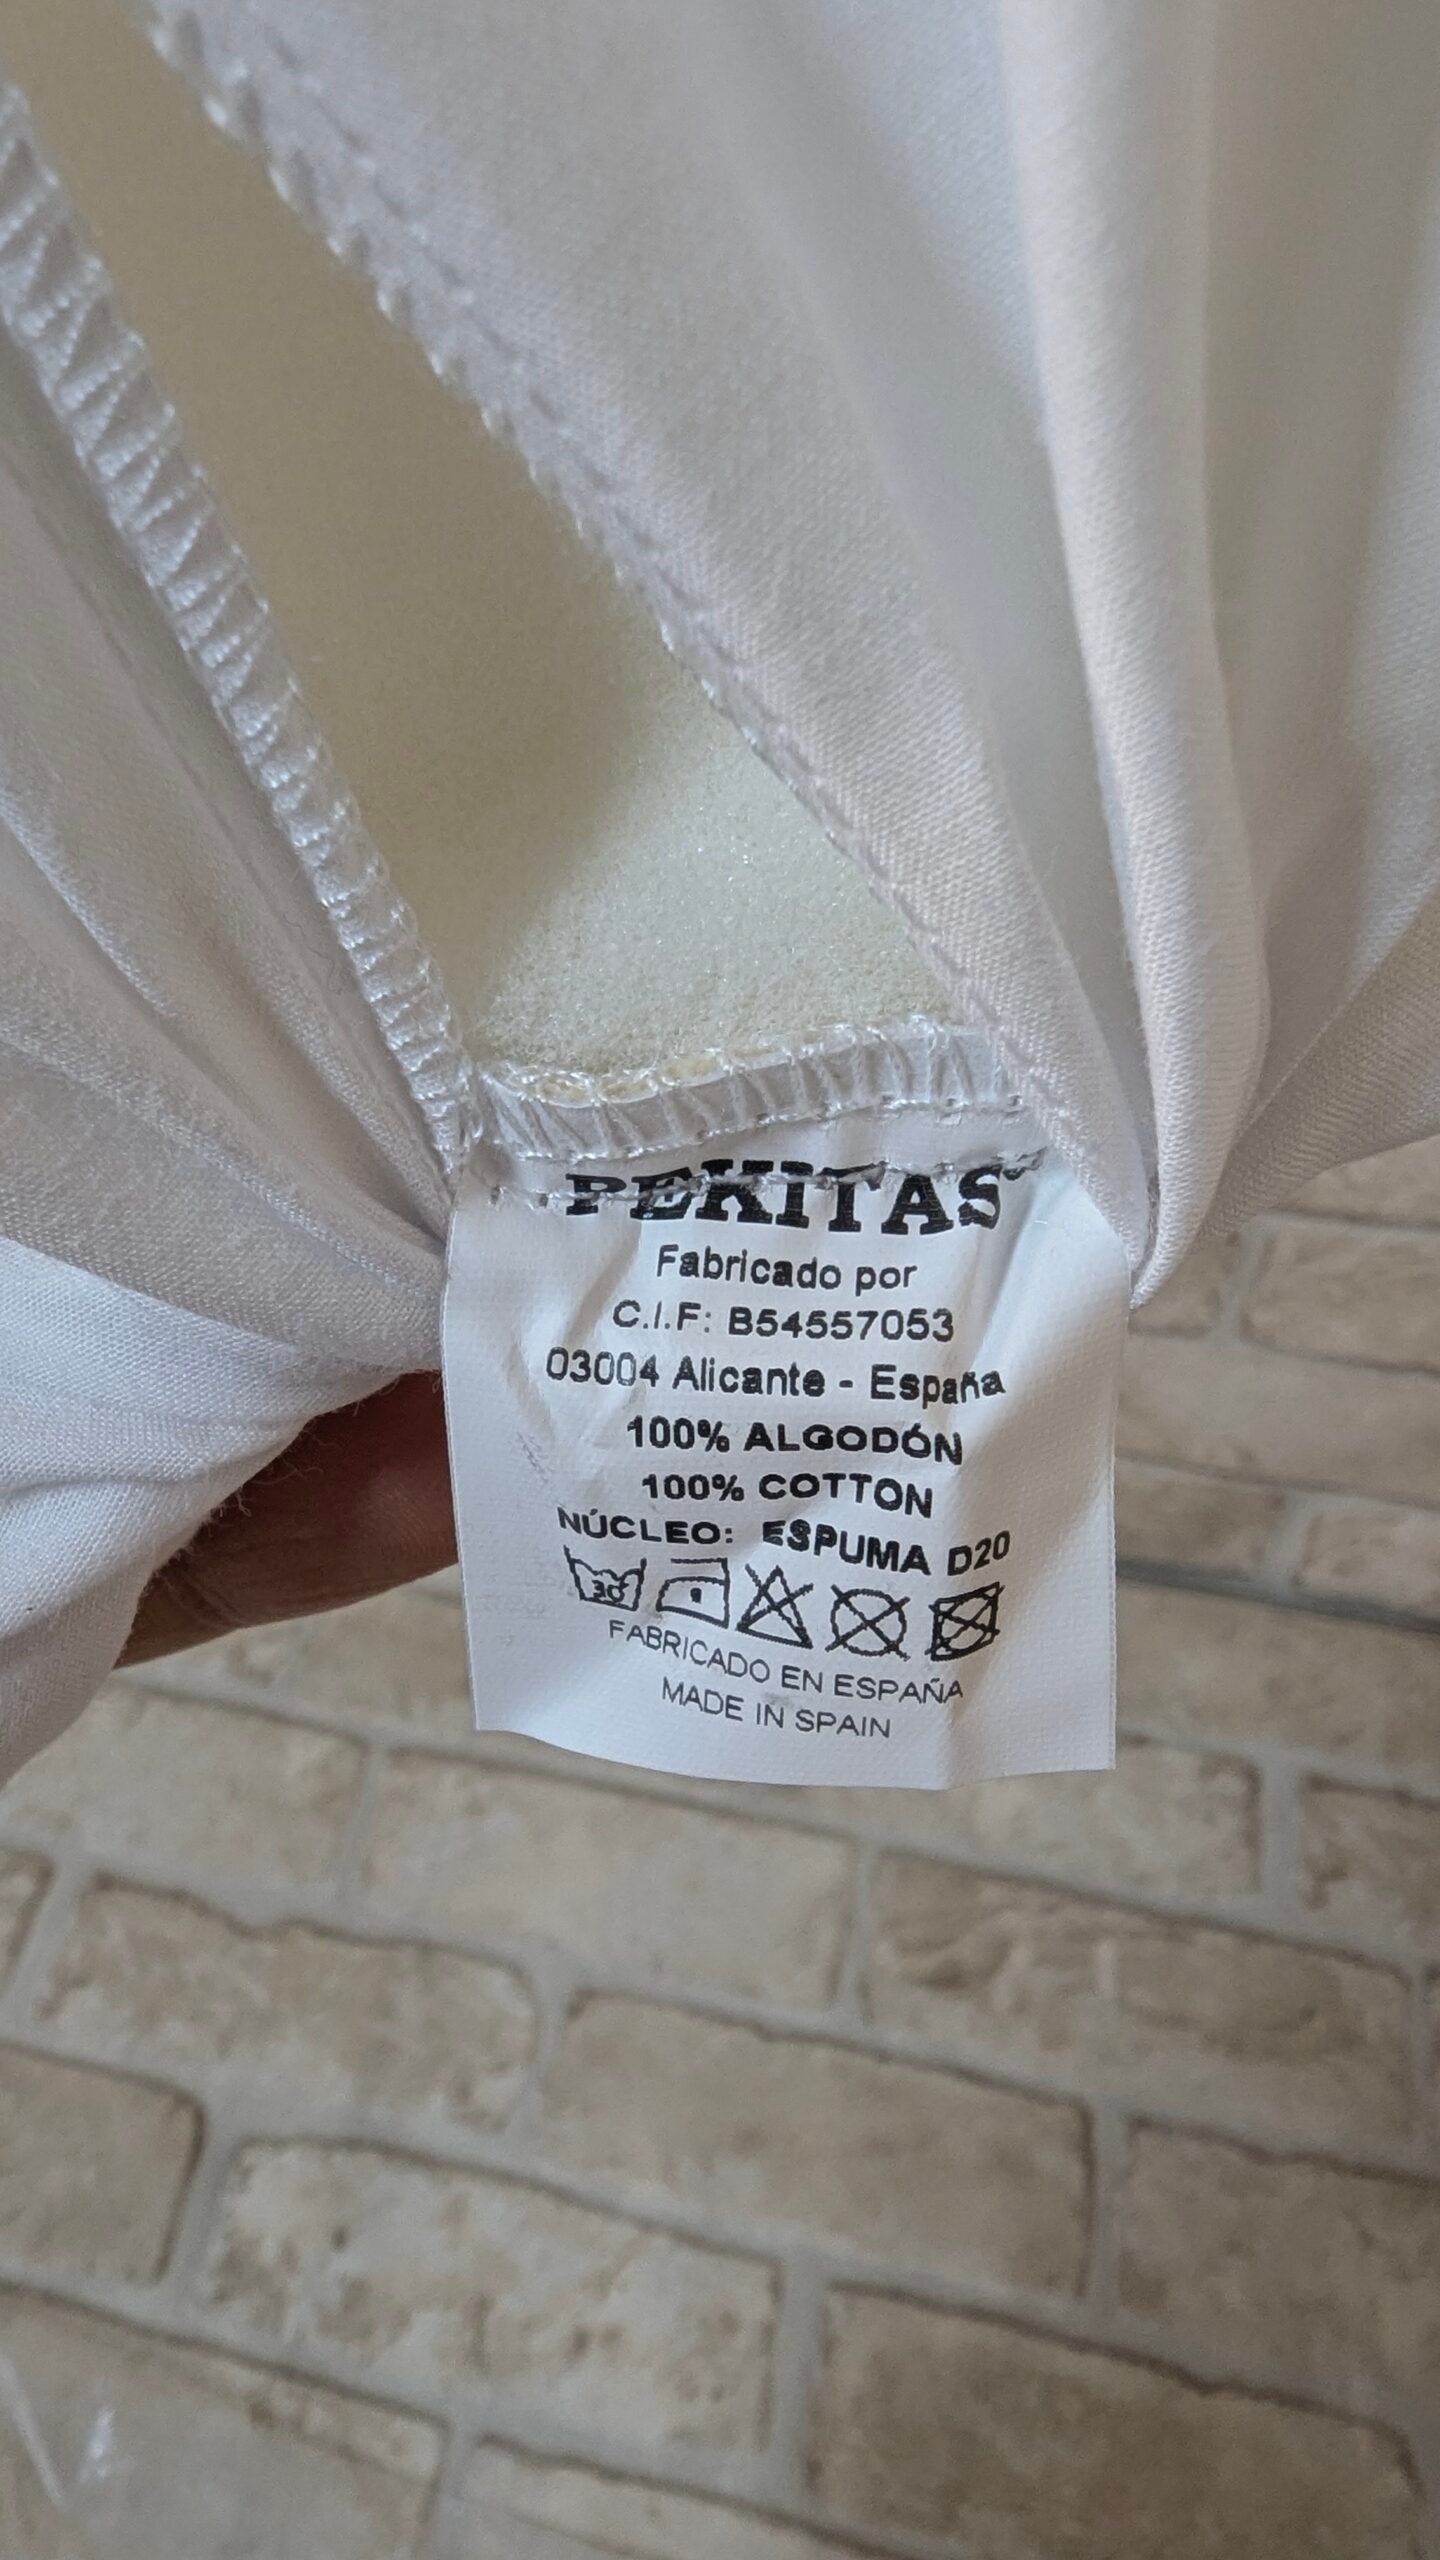 PEKITAS
Fabricado por
C.I.F: B54557053
03004 Alicante - España
100% ALGODÓN
100% COTTON
NÚCLEO: ESPUMA D20
30
FABRICADO EN ESPAÑA
MADE IN SPAIN